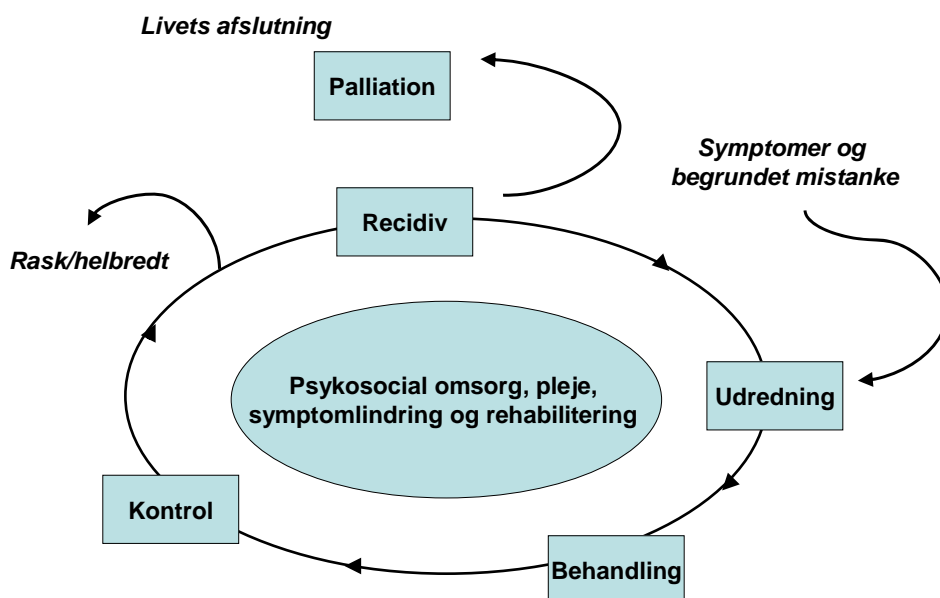 Livets afslutning
Palliation
Symptomer og
begrundet mistanke
Recidiv
Rask/helbredt
Psykosocial omsorg, pleje,
symptomlindring og rehabilitering
Udredning
Kontrol
Behandling